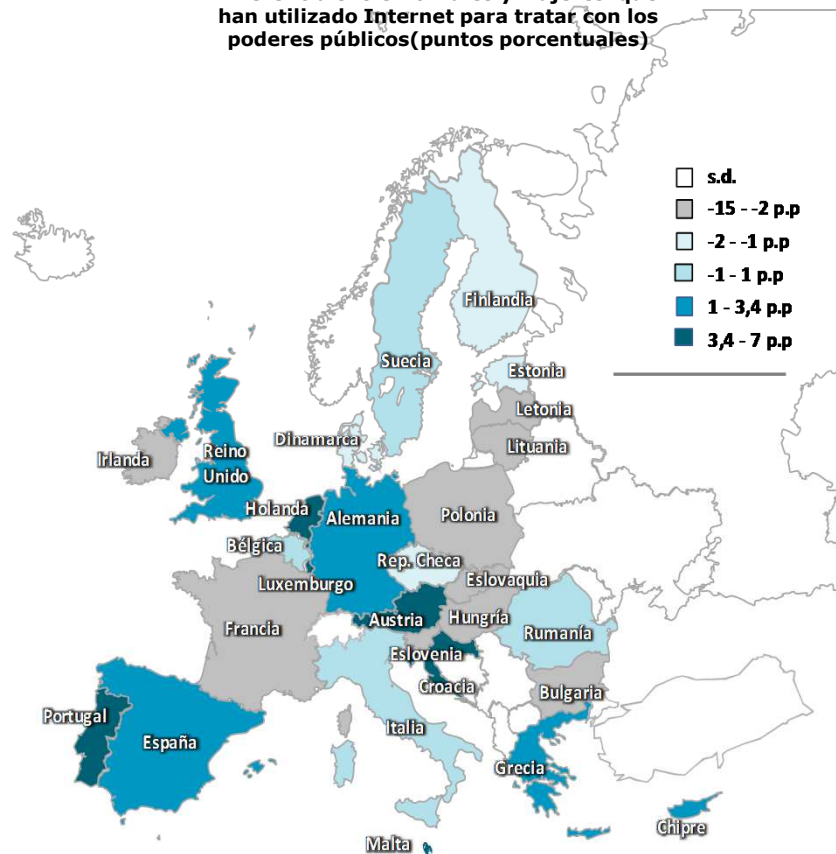 han utilizado Internet para tratar con los
poderes públicos(puntos porcentuales)
s.d.
-15 - -2 p.p
-2 - -1 p.p
-1 - 1 p.p
1 - 3,4 p.p
3,4 - 7 p.p
Finlandia
Suecia
Estonia
Letonia
Dinamarca
Lituania
Irlanda
Reino
Unido
Holanda
Alemania
Polonia
Bélgica
Rep. Checa
Eslovaquia
Luxemburgo
Austria
Hungría
Francia
Rumanía
Eslovenia
Croacia
Bulgaria
Portugal
España
Italia
Grecia
Chipre
Malta